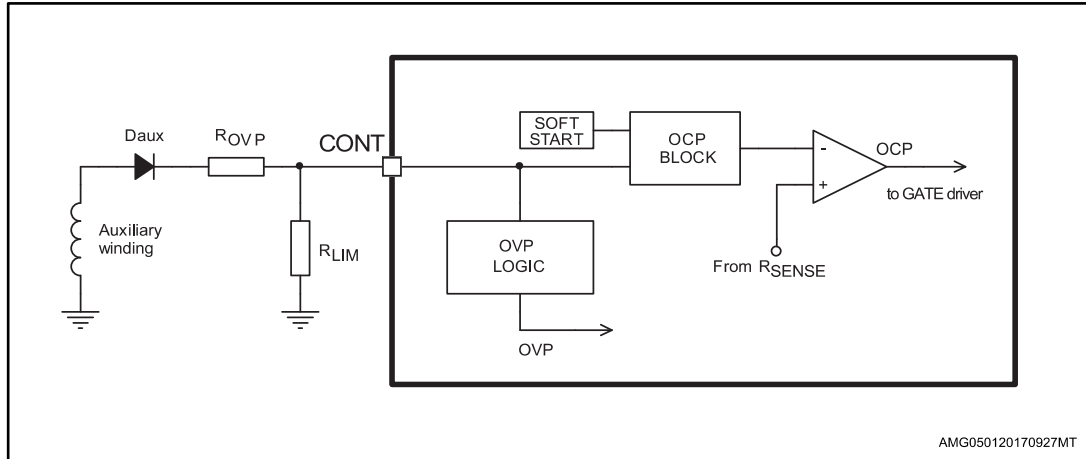 Daux
ROVP
CONT
SOFT
START
OCP
BLOCK
-
+
OCP
to GATE driver
Auxiliary
winding
RLIM
OVP
LOGIC
From RSENSE
OVP
AMG050120170927MT